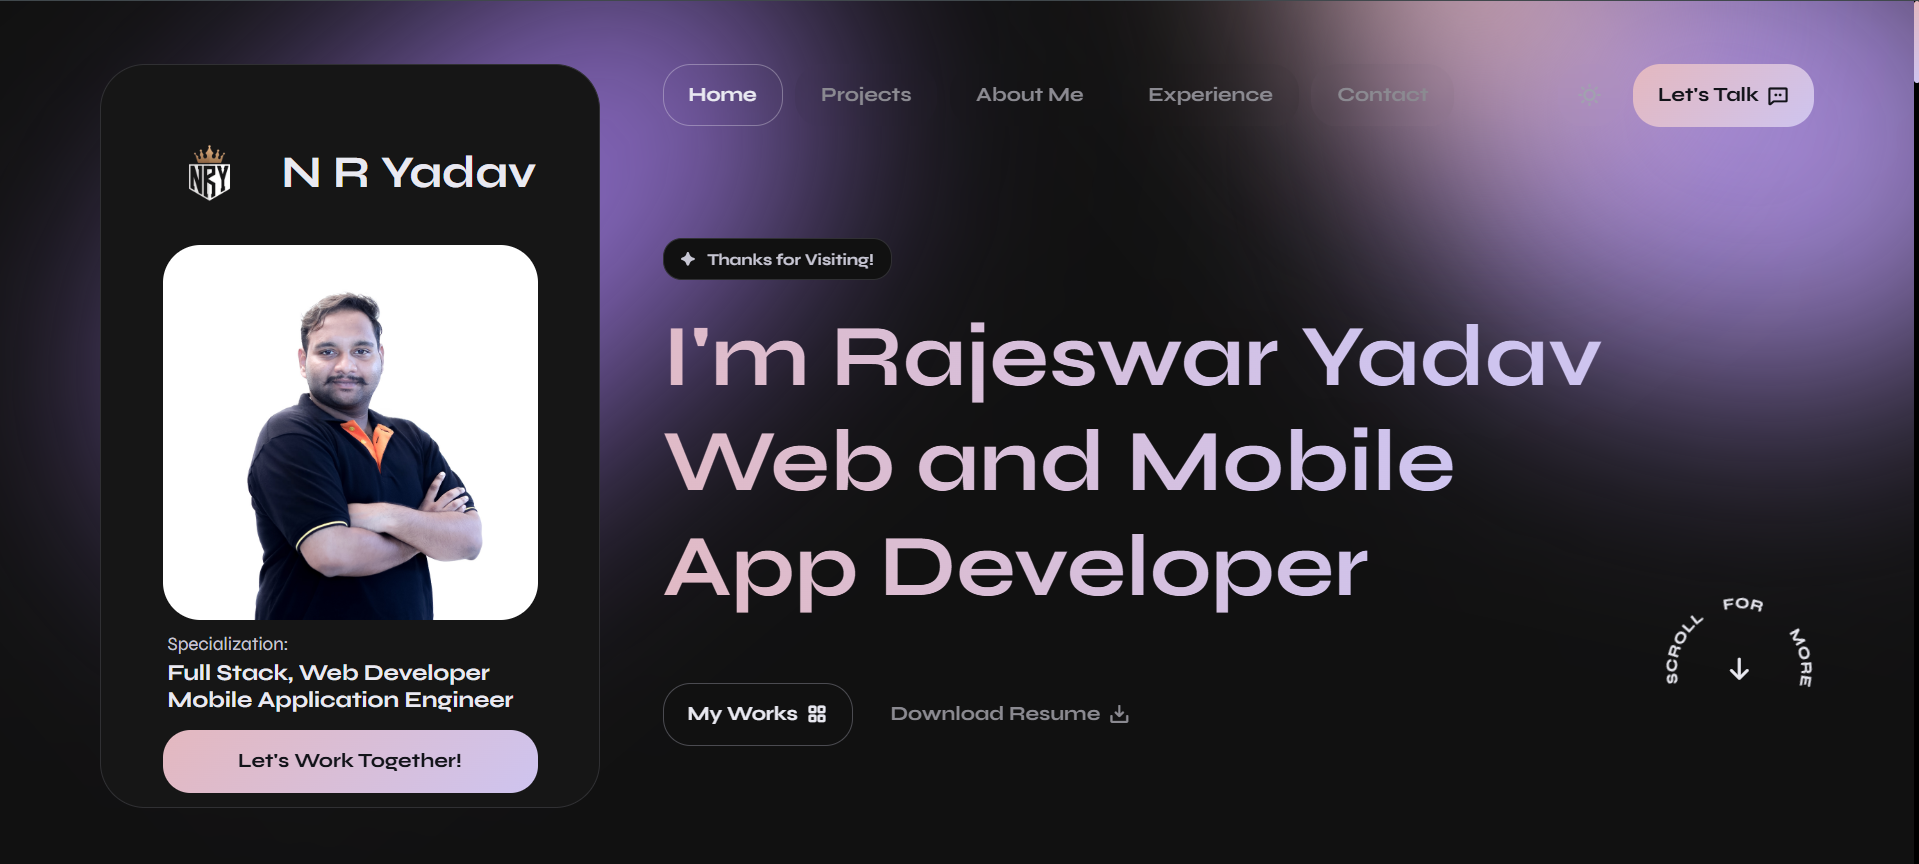 NRY
N R Yadav
Specialization:
Full Stack, Web Developer
Mobile Application Engineer
Let's Work Together!
Home
Projects
About Me
Experience
Contact
Let's Talk
Thanks for Visiting!
I'm Rajeswar Yadav
Web and Mobile
App Developer
My Works
Download Resume
SCROLL FOR MORE